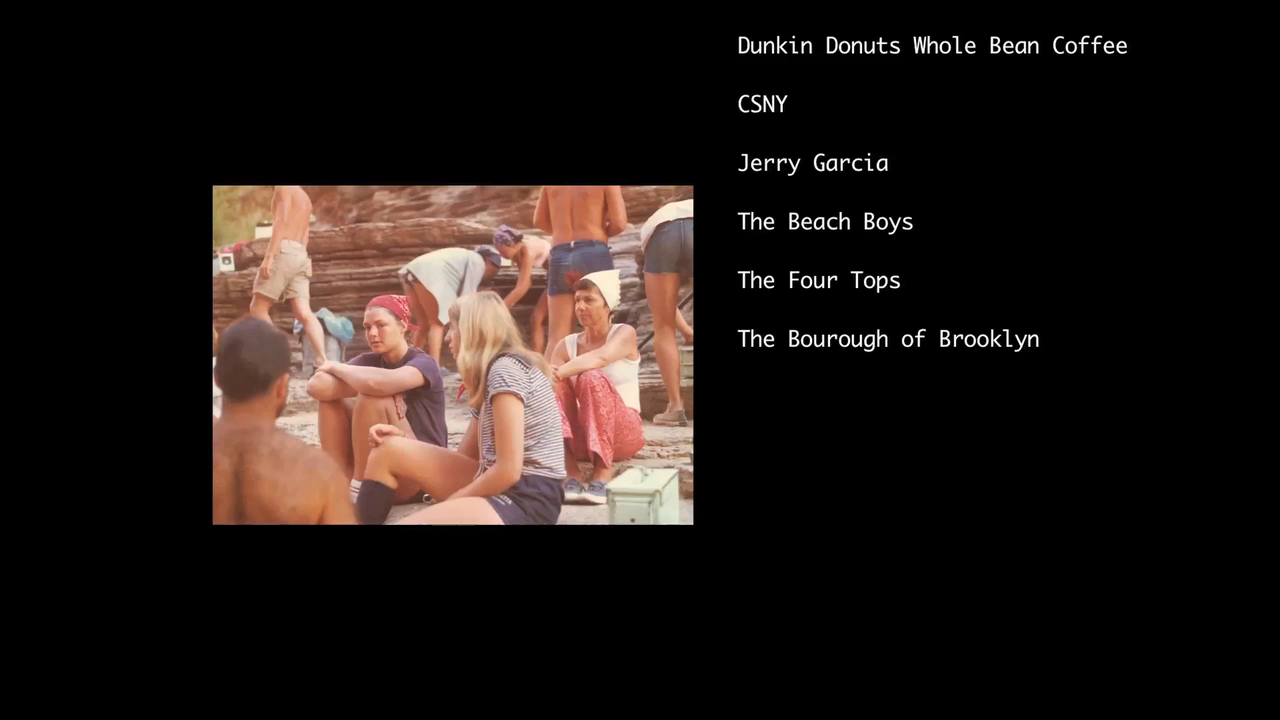 Dunkin Donuts Whole Bean Coffee
CSNY
Jerry Garcia
The Beach Boys
The Four Tops
The Bourough of Brooklyn